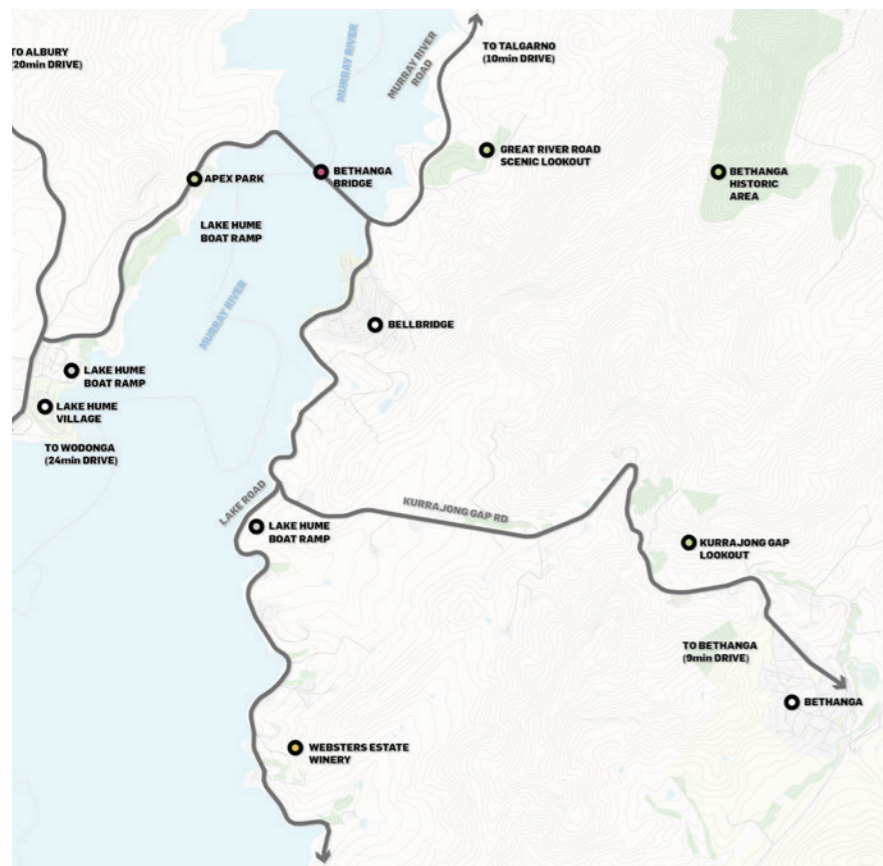 TO ALBURY
(20min DRIVE)
MURRAY RIVER
MURRAY RIVER
ROAD
TO TALGARNO
(10min DRIVE)
GREAT RIVER ROAD
SCENIC LOOKOUT
APEX PARK
BETHANGA
BRIDGE
BETHANGA
HISTORIC
AREA
LAKE HUME
BOAT RAMP
MURRAY RIVER
BELLBRIDGE
LAKE HUME
BOAT RAMP
LAKE HUME
VILLAGE
TO WODONGA
(24min DRIVE)
LAKE ROAD
KURRAJONG GAP RD
LAKE HUME
BOAT RAMP
KURRAJONG GAP
LOOKOUT
TO BETHANGA
(9min DRIVE)
BETHANGA
WEBSTERS ESTATE
WINERY